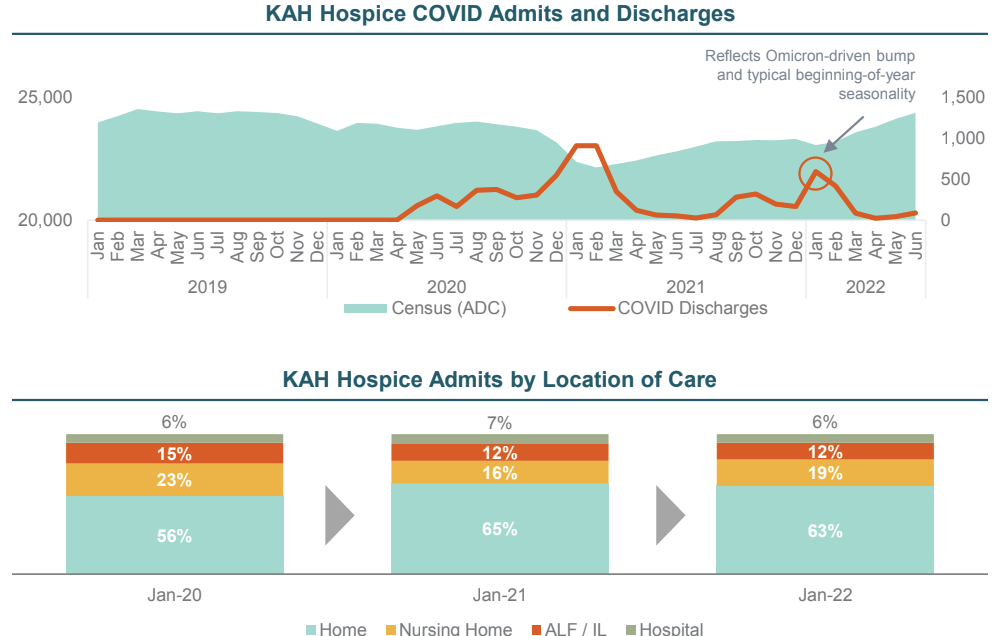 KAH Hospice COVID Admits and Discharges
Reflects Omicron-driven bump
and typical beginning-of-year
seasonality
25,000
20,000
1,500
1,000
500
0
Jan Feb Mar Apr May Jun Jul Aug Sep Oct Nov Dec Jan Feb Mar Apr May Jun Jul Aug Sep Oct Nov Dec Jan Feb Mar Apr May Jun Jul Aug Sep Oct Nov Dec Jan Feb Mar Apr May Jun
2019 2020 2021 2022
Census (ADC) COVID Discharges
KAH Hospice Admits by Location of Care
6% 7% 6%
15% 12% 12%
23% 16% 19%
56% 65% 63%
Jan-20 Jan-21 Jan-22
Home Nursing Home ALF / IL Hospital